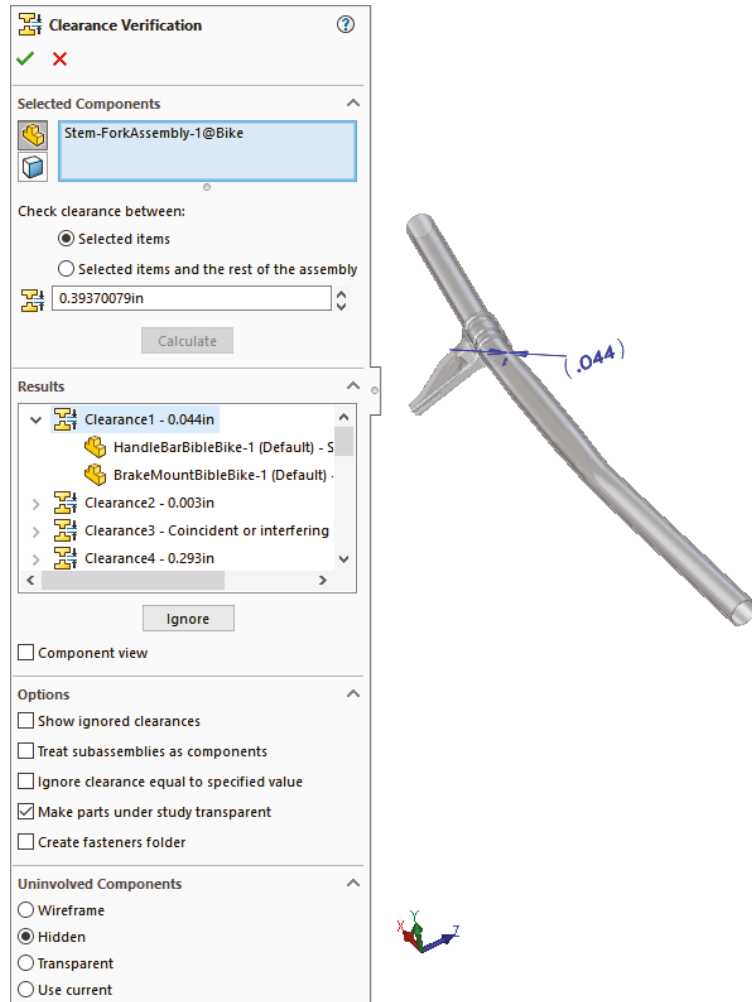 Clearance Verification
Selected Components
Stem-ForkAssembly-1@Bike
Check clearance between:
Selected items
Selected items and the rest of the assembly
0.39370079in
Calculate
Results
Clearance1 - 0.044in
HandleBarBibleBike-1 (Default) - S
BrakeMountBibleBike-1 (Default) -
Clearance2 - 0.003in
Clearance3 - Coincident or interfering
Clearance4 - 0.293in
Ignore
Component view
Options
Show ignored clearances
Treat subassemblies as components
Ignore clearance equal to specified value
Make parts under study transparent
Create fasteners folder
Uninvolved Components
Wireframe
Hidden
Transparent
Use current
(.044)
X
Y
Z